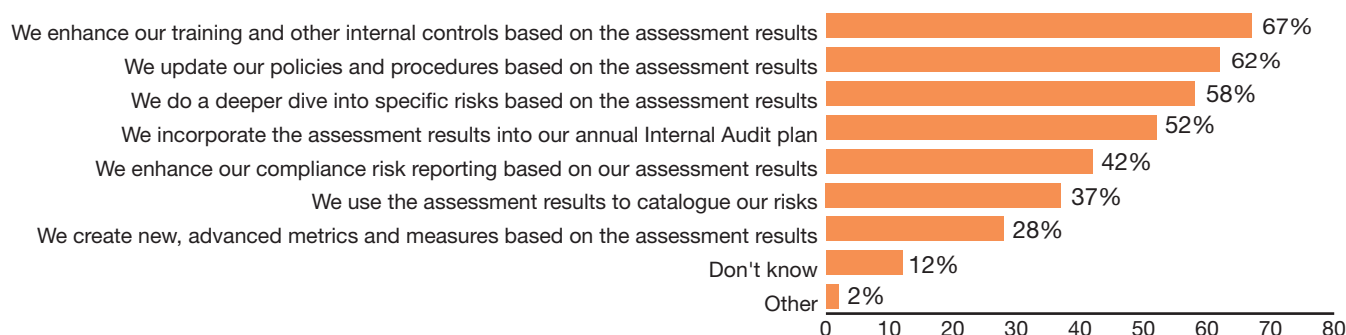 We enhance our training and other internal controls based on the assessment results 67%
We update our policies and procedures based on the assessment results 62%
We do a deeper dive into specific risks based on the assessment results 58%
We incorporate the assessment results into our annual Internal Audit plan 52%
We enhance our compliance risk reporting based on our assessment results 42%
We use the assessment results to catalogue our risks 37%
We create new, advanced metrics and measures based on the assessment results 28%
Don't know 12%
Other 2%
0 10 20 30 40 50 60 70 80